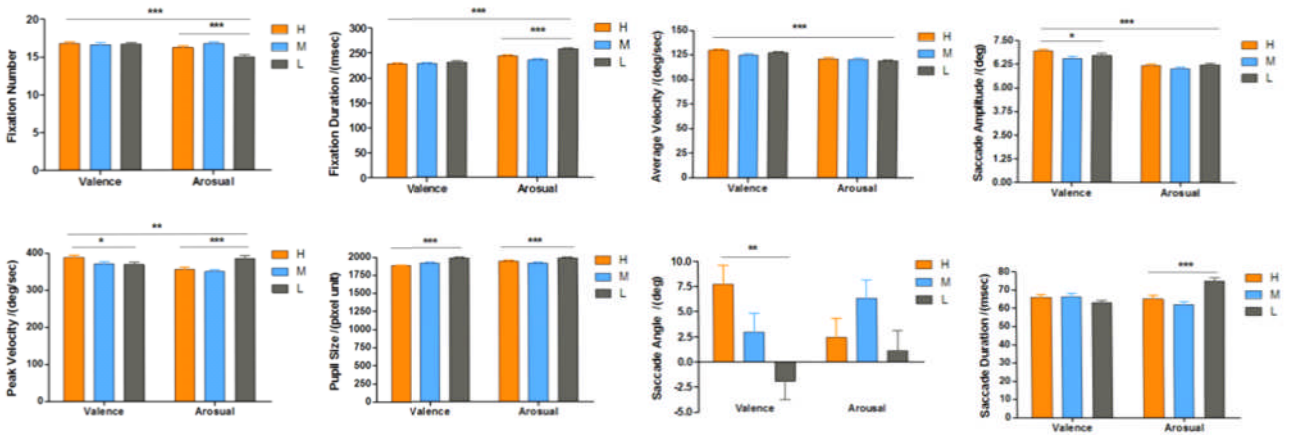 ***
***
20
15
10
5
0
Fixation Number
Valence
Arosual
H
M
L
***
***
300
250
200
150
100
50
0
Fixation Duration /(msec)
Valence
Arosual
H
M
L
***
150
125
100
75
50
25
0
Average Velocity /(deg/sec)
Valence
Arousal
H
M
L
***
*
7.50
6.25
5.00
3.75
2.50
1.25
0.00
Saccade Amplitude /(deg)
Valence
Arosual
H
M
L
**
*
***
400
300
200
100
0
Peak Velocity /(deg/sec)
Valence
Arosual
H
M
L
***
***
2000
1750
1500
1250
1000
750
500
250
0
Pupil Size /(pixel unit)
Valence
Arosual
H
M
L
**
10.0
7.5
5.0
2.5
0.0
-2.5
-5.0
Saccade Angle /(deg)
Valence
Arousal
H
M
L
***
80
70
60
50
40
30
20
10
0
Saccade Duration /(msec)
Valence
Arosual
H
M
L